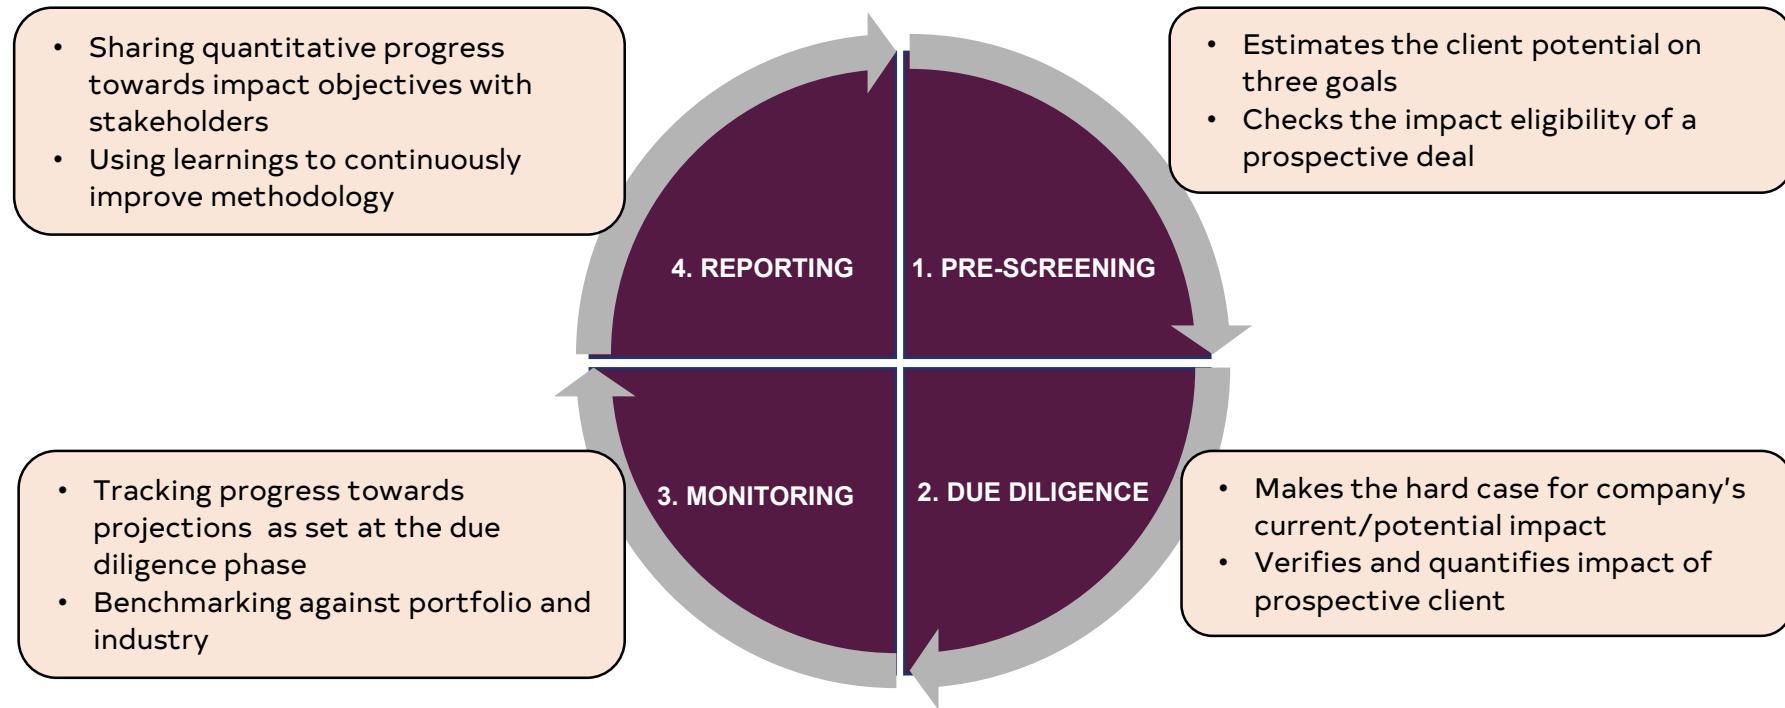 • Sharing quantitative progress
towards impact objectives with
stakeholders
• Using learnings to continuously
improve methodology
• Estimates the client potential on
three goals
• Checks the impact eligibility of a
prospective deal
4. REPORTING
1. PRE-SCREENING
3. MONITORING
2. DUE DILIGENCE
• Tracking progress towards
projections  as set at the due
diligence phase
• Benchmarking against portfolio and
industry
• Makes the hard case for company's
current/potential impact
• Verifies and quantifies impact of
prospective client